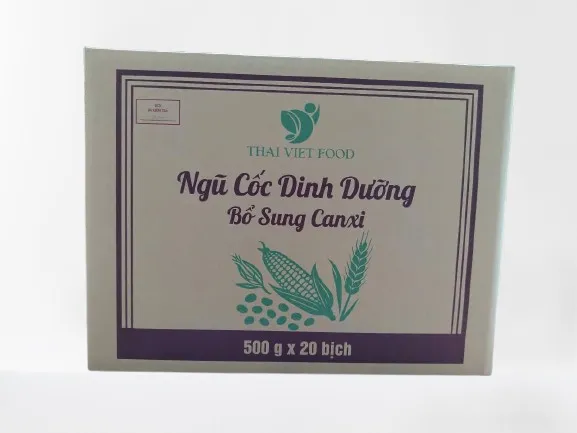 THAI VIET FOOD
Ngũ Cốc Dinh Dưỡng
Bổ Sung Canxi
500 g x 20 bịch